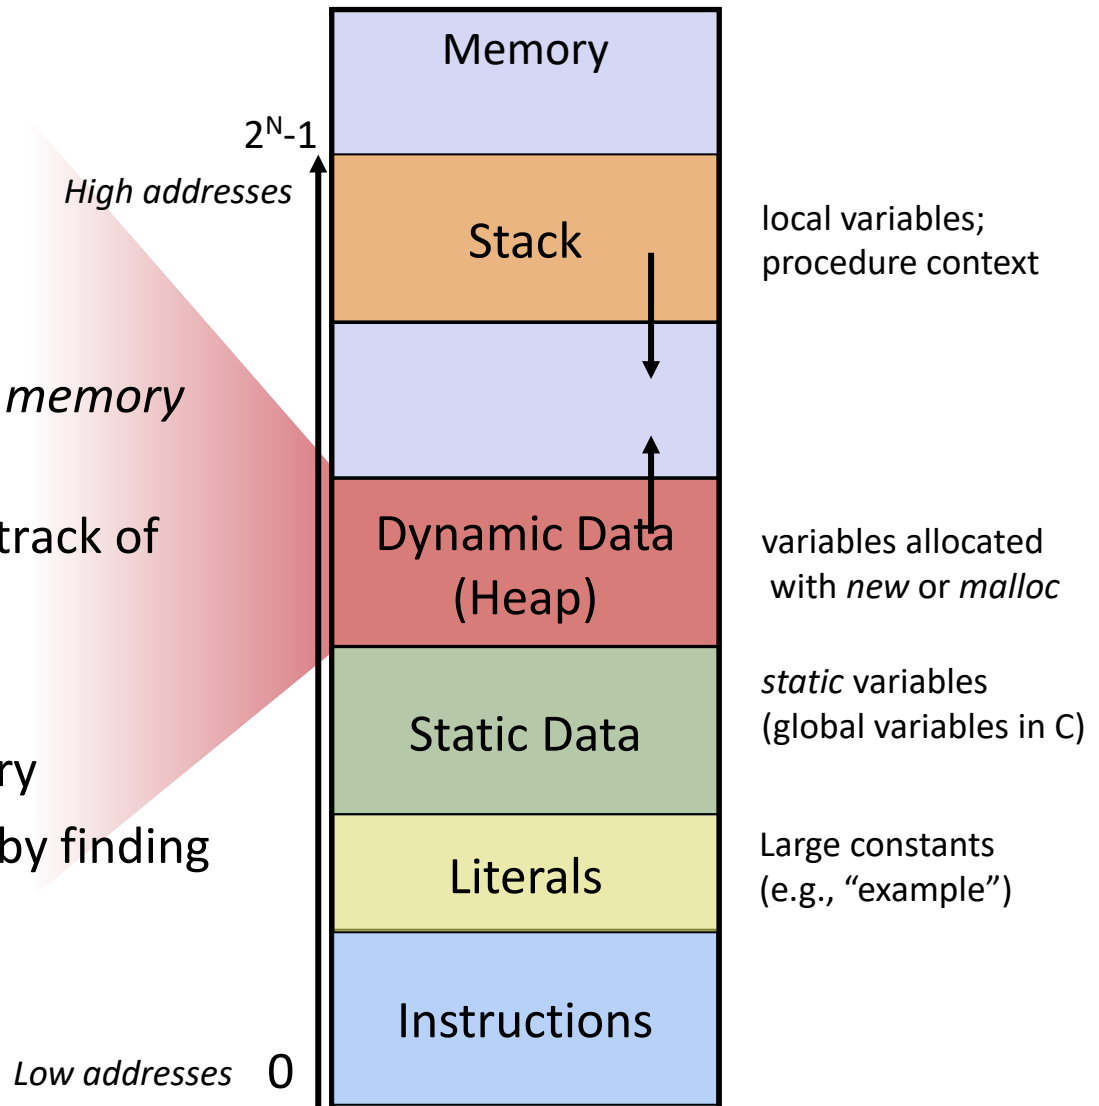 Memory
2ᴺ-1
High addresses
Stack
local variables;
procedure context
memory
track of
Dynamic Data
(Heap)
variables allocated
with new or malloc
static variables
(global variables in C)
Static Data
ry
by finding
Literals
Large constants
(e.g., “example”)
Instructions
Low addresses 0